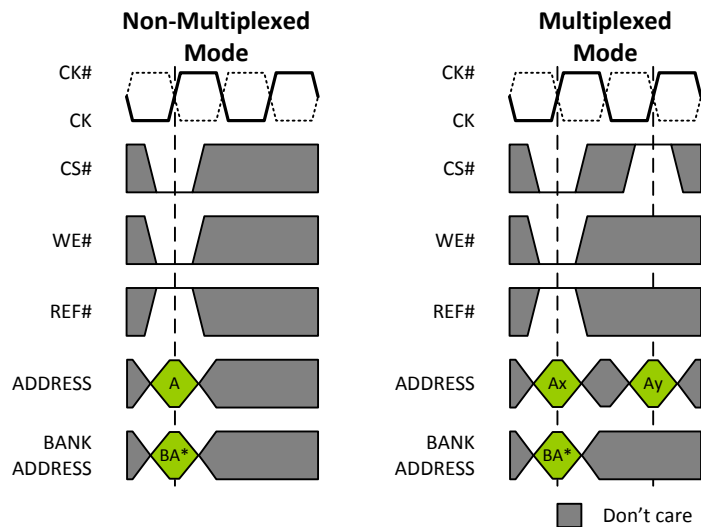 Non-Multiplexed
Mode
CK#
CK
CS#
WE#
REF#
ADDRESS
A
BANK
ADDRESS
BA*
Multiplexed
Mode
CK#
CK
CS#
WE#
REF#
ADDRESS
Ax
Ay
BANK
ADDRESS
BA*
Don't care